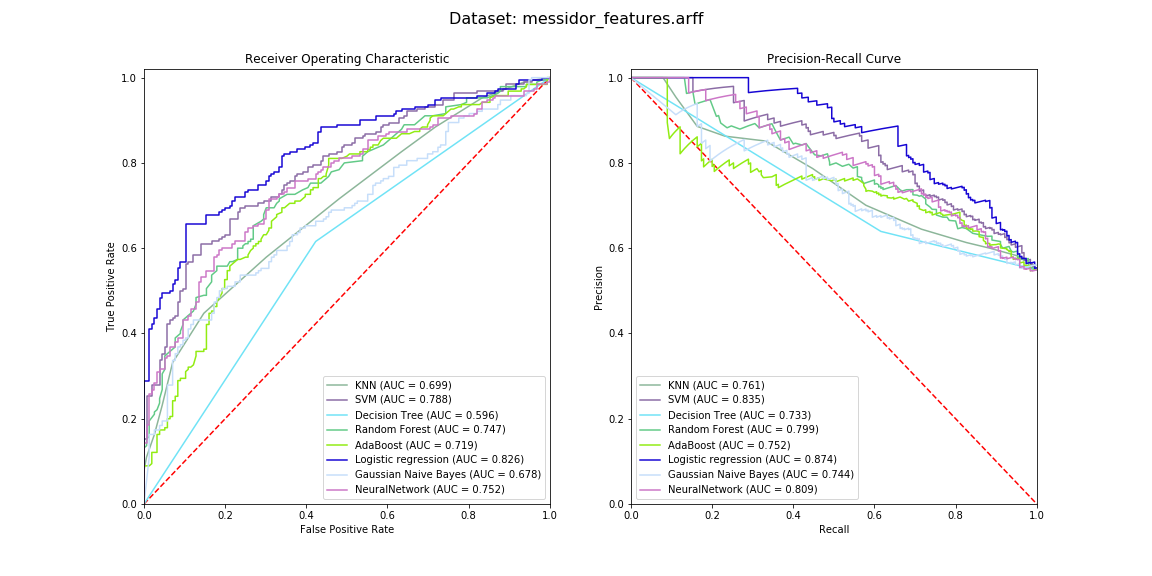 Dataset: messidor_features.arff
Receiver Operating Characteristic
1.0
0.8
0.6
0.4
0.2
0.0
True Positive Rate
KNN (AUC = 0.699)
SVM (AUC = 0.788)
Decision Tree (AUC = 0.596)
Random Forest (AUC = 0.747)
AdaBoost (AUC = 0.719)
Logistic regression (AUC = 0.826)
Gaussian Naive Bayes (AUC = 0.678)
NeuralNetwork (AUC = 0.752)
0.0 0.2 0.4 0.6 0.8 1.0
False Positive Rate
Precision-Recall Curve
1.0
0.8
0.6
0.4
0.2
0.0
Precision
KNN (AUC = 0.761)
SVM (AUC = 0.835)
Decision Tree (AUC = 0.733)
Random Forest (AUC = 0.799)
AdaBoost (AUC = 0.752)
Logistic regression (AUC = 0.874)
Gaussian Naive Bayes (AUC = 0.744)
NeuralNetwork (AUC = 0.809)
0.0 0.2 0.4 0.6 0.8 1.0
Recall